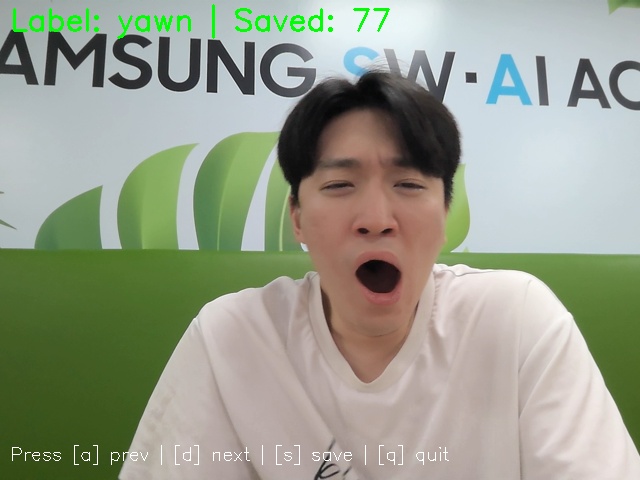 Label: yawn | Saved: 77
AMSUNG SW·AI AC
Press [a] prev | [d] next | [s] save | [q] quit